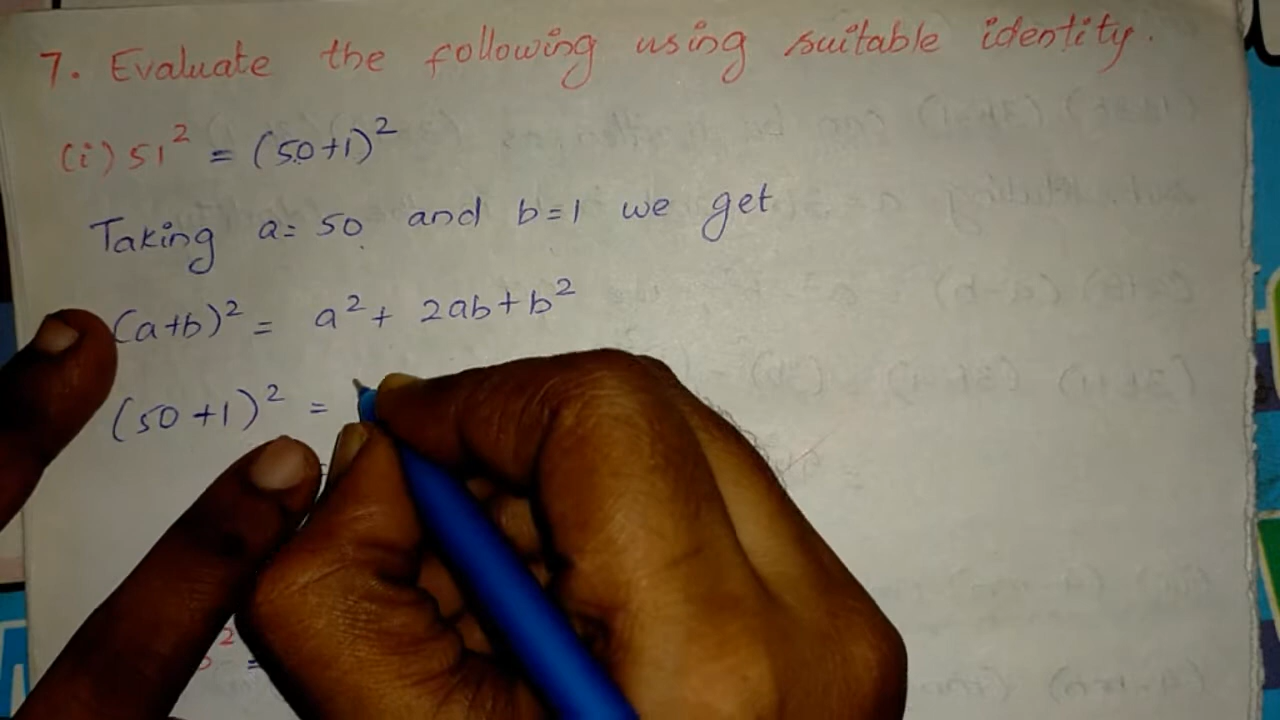 7. Evaluate the following using suitable identity.
(i) 51² = (50+1)²
Taking a = 50 and b = 1 we get
(a+b)² = a² + 2ab + b²
(50+1)² =
² =